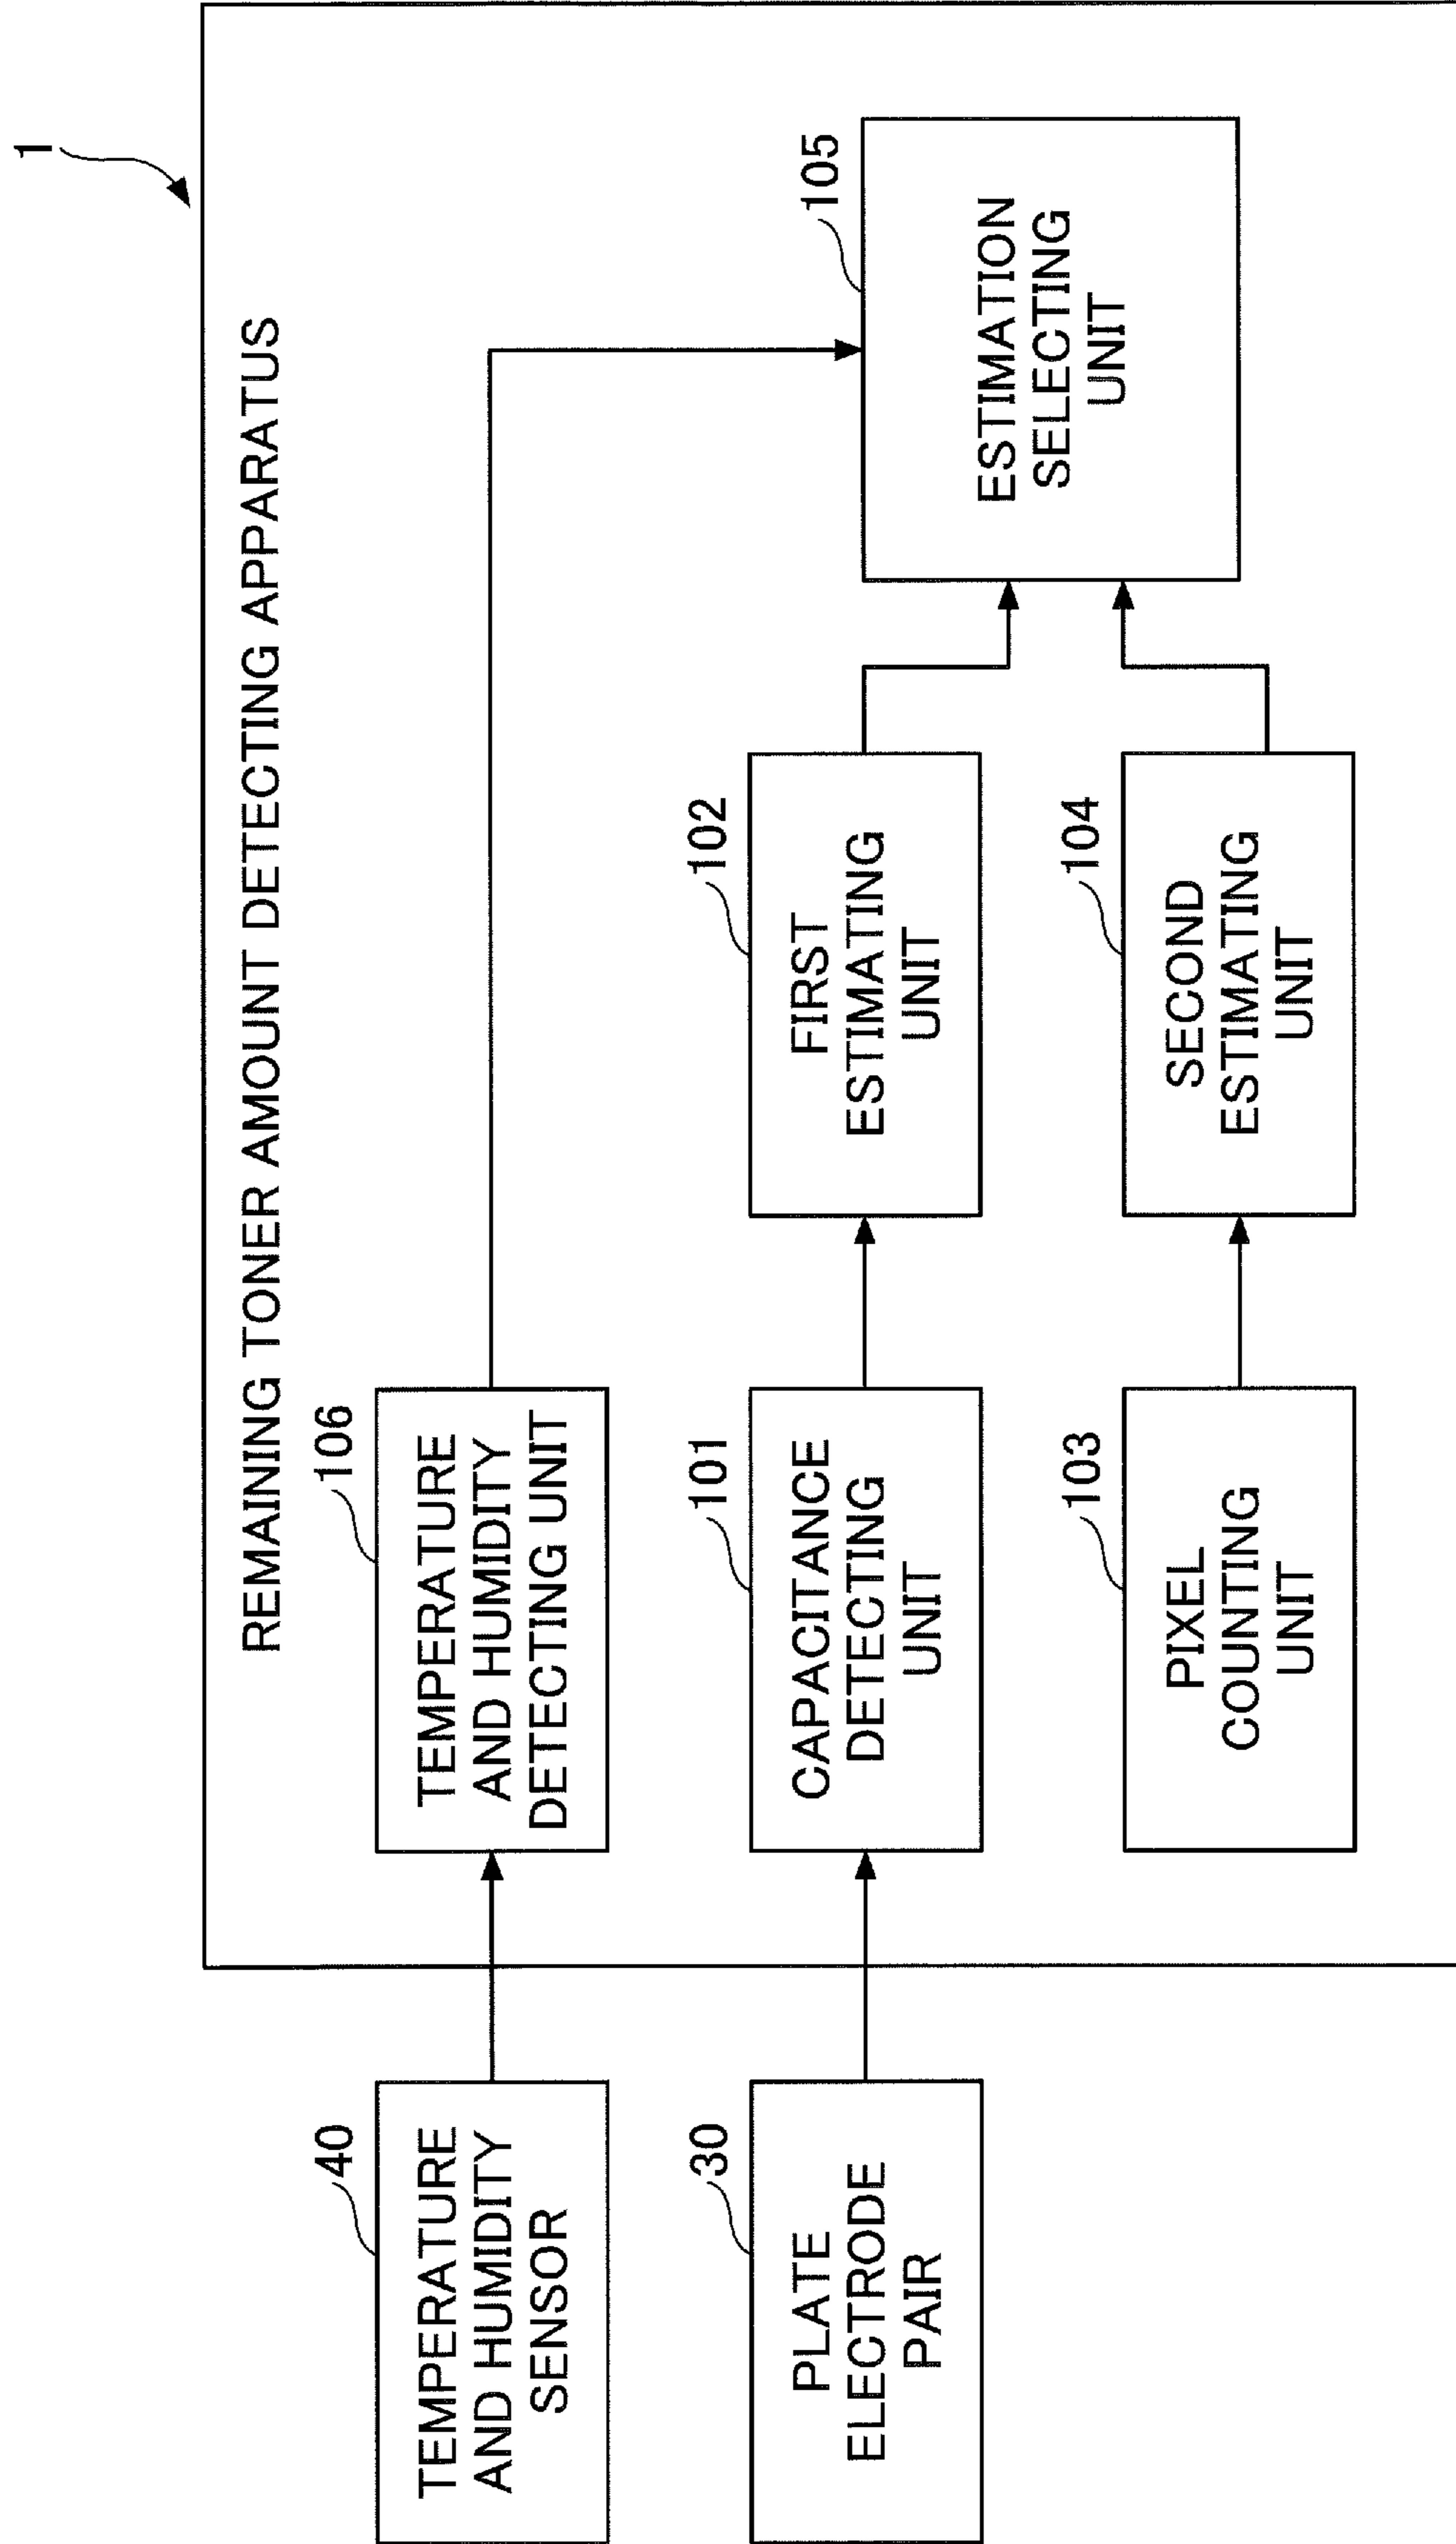 1
REMAINING TONER AMOUNT DETECTING APPARATUS
40
TEMPERATURE
AND HUMIDITY
SENSOR
106
TEMPERATURE
AND HUMIDITY
DETECTING UNIT
30
PLATE
ELECTRODE
PAIR
101
CAPACITANCE
DETECTING
UNIT
102
FIRST
ESTIMATING
UNIT
105
ESTIMATION
SELECTING
UNIT
103
PIXEL
COUNTING
UNIT
104
SECOND
ESTIMATING
UNIT